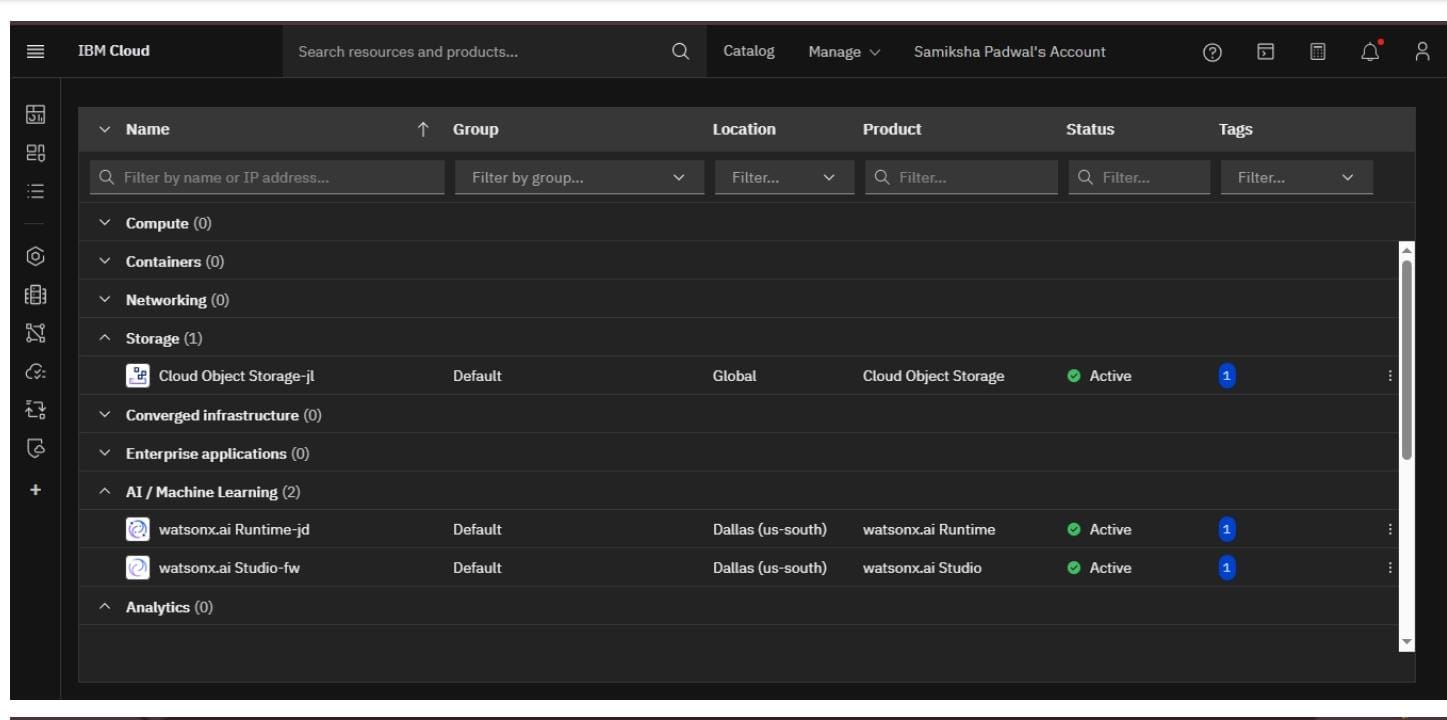 IBM Cloud Search resources and products... Catalog Manage Samiksha Padwal's Account
Name Group Location Product Status Tags
Filter by name or IP address... Filter by group... Filter... Filter... Filter... Filter...
Compute (0)
Containers (0)
Networking (0)
Storage (1)
Cloud Object Storage-jl Default Global Cloud Object Storage Active 1
Converged infrastructure (0)
Enterprise applications (0)
AI / Machine Learning (2)
watsonx.ai Runtime-jd Default Dallas (us-south) watsonx.ai Runtime Active 1
watsonx.ai Studio-fw Default Dallas (us-south) watsonx.ai Studio Active 1
Analytics (0)